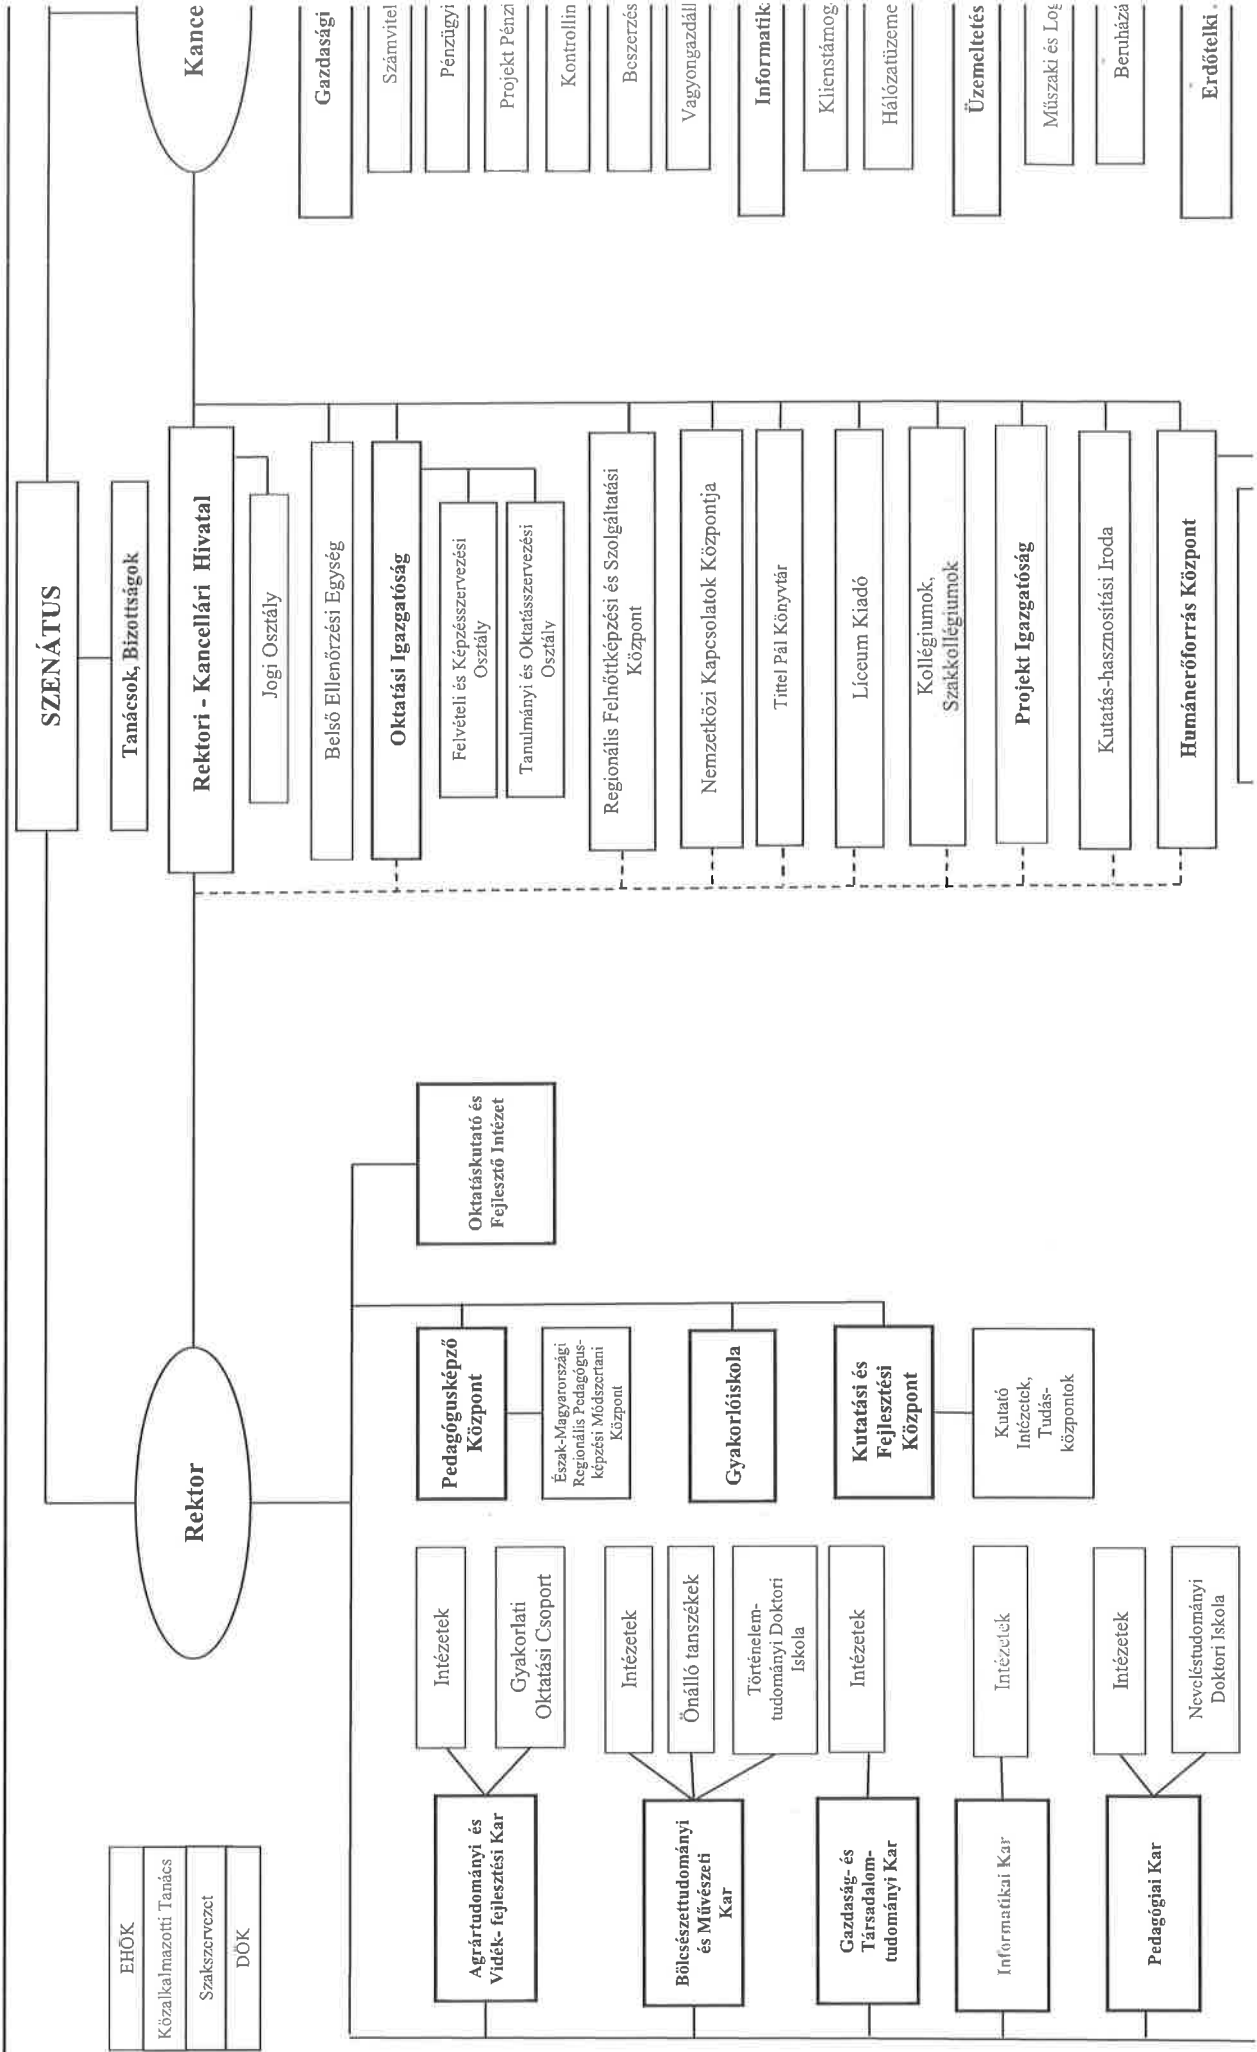 SZENÁTUS
Tanácsok, Bizottságok
EHÖK
Közalkalmazotti Tanács
Szakszervezet
DÖK
Rektor
Rektori - Kancellári Hivatal
Kance
Jogi Osztály
Belső Ellenőrzési Egység
Oktatási Igazgatóság
Felvételi és Képzésszervezési
Osztály
Tanulmányi és Oktatásszervezési
Osztály
Regionális Felnőttképzési és Szolgáltatási
Központ
Nemzetközi Kapcsolatok Központja
Tittel Pál Könyvtár
Líceum Kiadó
Kollégiumok,
Szakkollégiumok
Projekt Igazgatóság
Kutatás-hasznosítási Iroda
Humánerőforrás Központ
Gazdasági
Számvitel
Pénzügyi
Projekt Pénzi
Kontrollin
Beszerzés
Vagyongazdáll
Informatik
Klienstámog
Hálózatüzeme
Üzemeltetés
Műszaki és Log
Beruházá
Erdőtelki
Oktatáskutató és
Fejlesztő Intézet
Pedagógusképző
Központ
Észak-Magyarországi
Regionális Pedagógus-
képzési Módszertani
Központ
Gyakorlóiskola
Kutatási és
Fejlesztési
Központ
Kutató
Intézetek,
Tudás-
központok
Agrártudományi és
Vidék- fejlesztési Kar
Intézetek
Gyakorlati
Oktatási Csoport
Bölcsészettudományi
és Művészeti
Kar
Intézetek
Önálló tanszékek
Történelem-
tudományi Doktori
Iskola
Gazdaság- és
Társadalom-
tudományi Kar
Intézetek
Informatikai Kar
Intézetek
Pedagógiai Kar
Intézetek
Neveléstudományi
Doktori Iskola